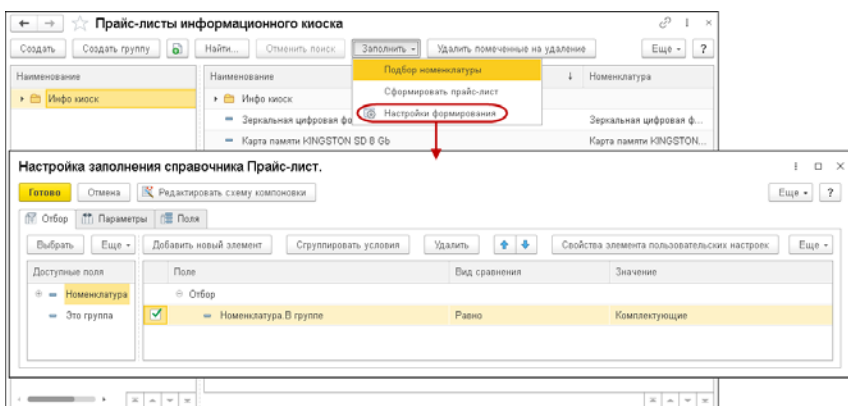 Прайс-листы информационного киоска
Создать Создать группу Найти... Отменить поиск Заполнить Удалить помеченные на удаление Еще ?
Наименование Наименование Номенклатура
Подбор номенклатуры
Инфо киоск Инфо киоск Сформировать прайс-лист
Зеркальная цифровая фо Настройки формирования Зеркальная цифровая ф...
Карта памяти KINGSTON SD 8 Gb Карта памяти KINGSTON...
Настройка заполнения справочника Прайс-лист.
Готово Отмена Редактировать схему компоновки Еще ?
Отбор Параметры Поля
Выбрать Еще Добавить новый элемент Сгруппировать условия Удалить Свойства элемента пользовательских настроек Еще
Доступные поля Поле Вид сравнения Значение
Номенклатура Отбор
Это группа Номенклатура.В группе Равно Комплектующие